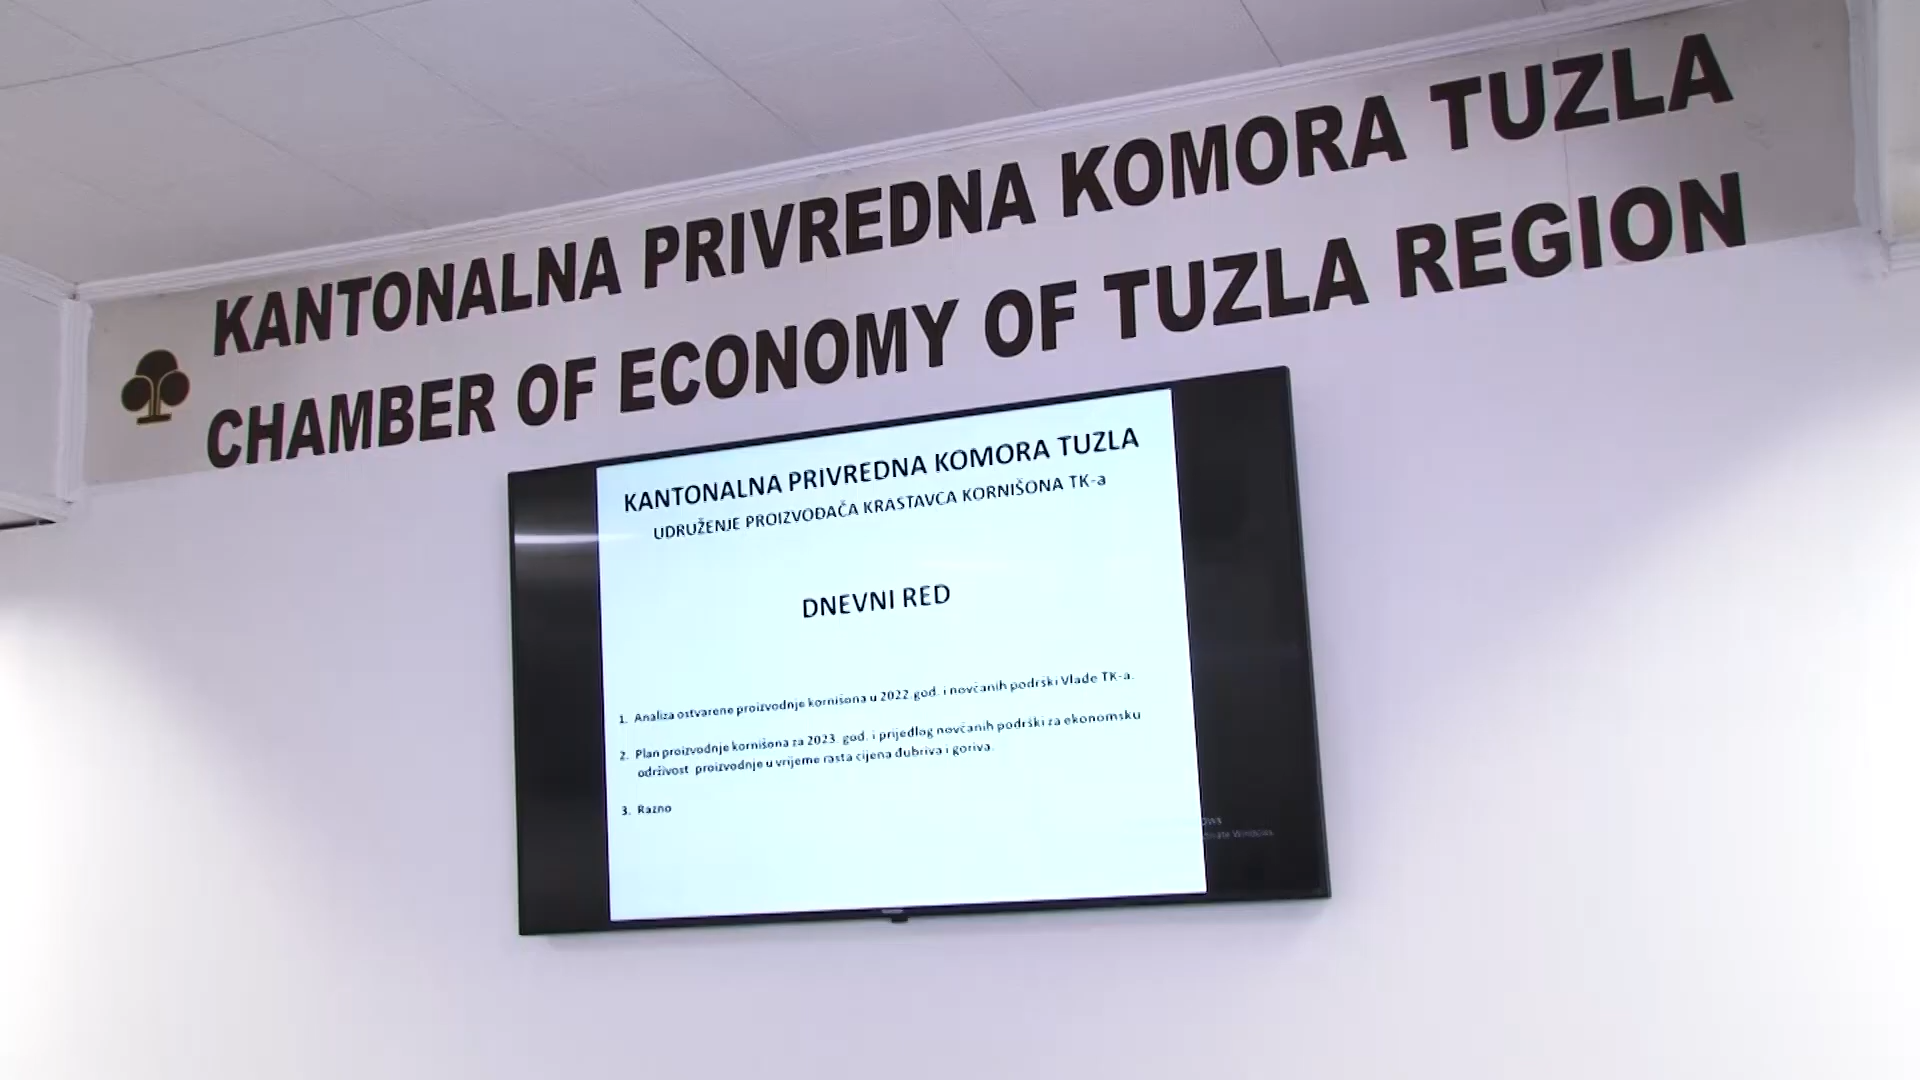 KANTONALNA PRIVREDNA KOMORA TUZLA
CHAMBER OF ECONOMY OF TUZLA REGION
KANTONALNA PRIVREDNA KOMORA TUZLA
UDRUŽENJE PROIZVOĐAČA KRASTAVCA KORNIŠONA TK-a
DNEVNI RED
1. Analiza ostvarene proizvodnje kornišona u 2022.god. i novčanih podrški Vlade TK-a.
2. Plan proizvodnje kornišona za 2023. god. i prijedlog novčanih podrški za ekonomsku
održivost proizvodnje u vrijeme rasta cijena đubriva i goriva.
3. Razno